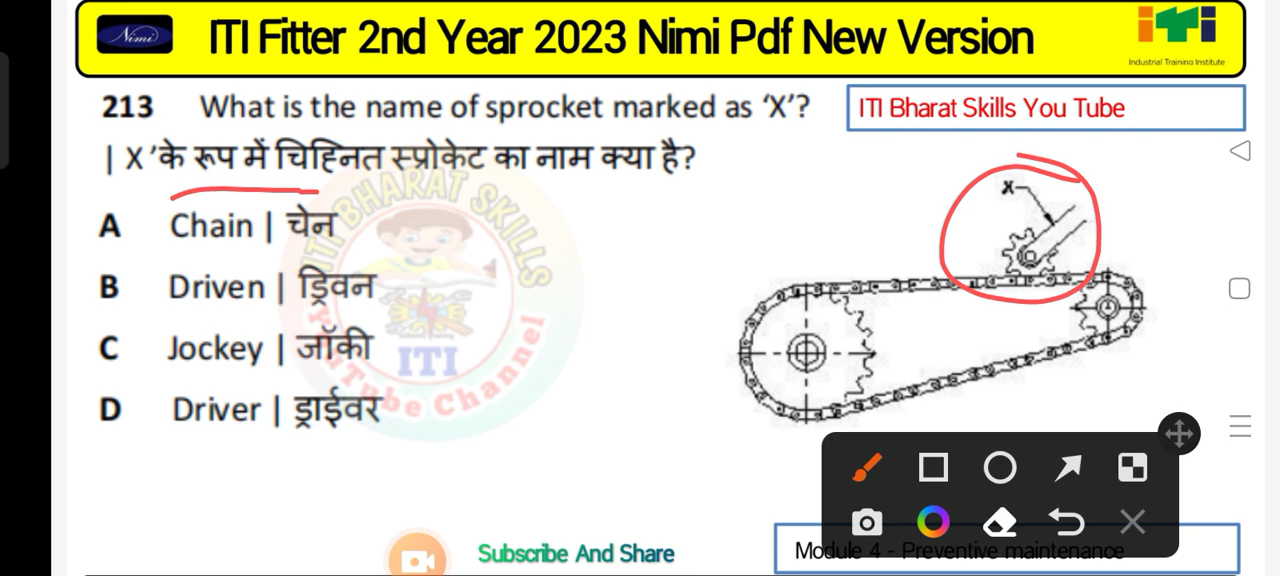 Nimi
ITI Fitter 2nd Year 2023 Nimi Pdf New Version
iTi
Industrial Training Institute
213 What is the name of sprocket marked as ‘X’?
ITI Bharat Skills You Tube
| X ’के रूप में चिह्नित स्प्रोकेट का नाम क्या है?
X
A Chain | चेन
B Driven | ड्रिवन
C Jockey | जॉकी
D Driver | ड्राईवर
ITI BHARAT SKILLS
ITI
YouTube Channel
Subscribe And Share
Module 4 - Preventive maintenance